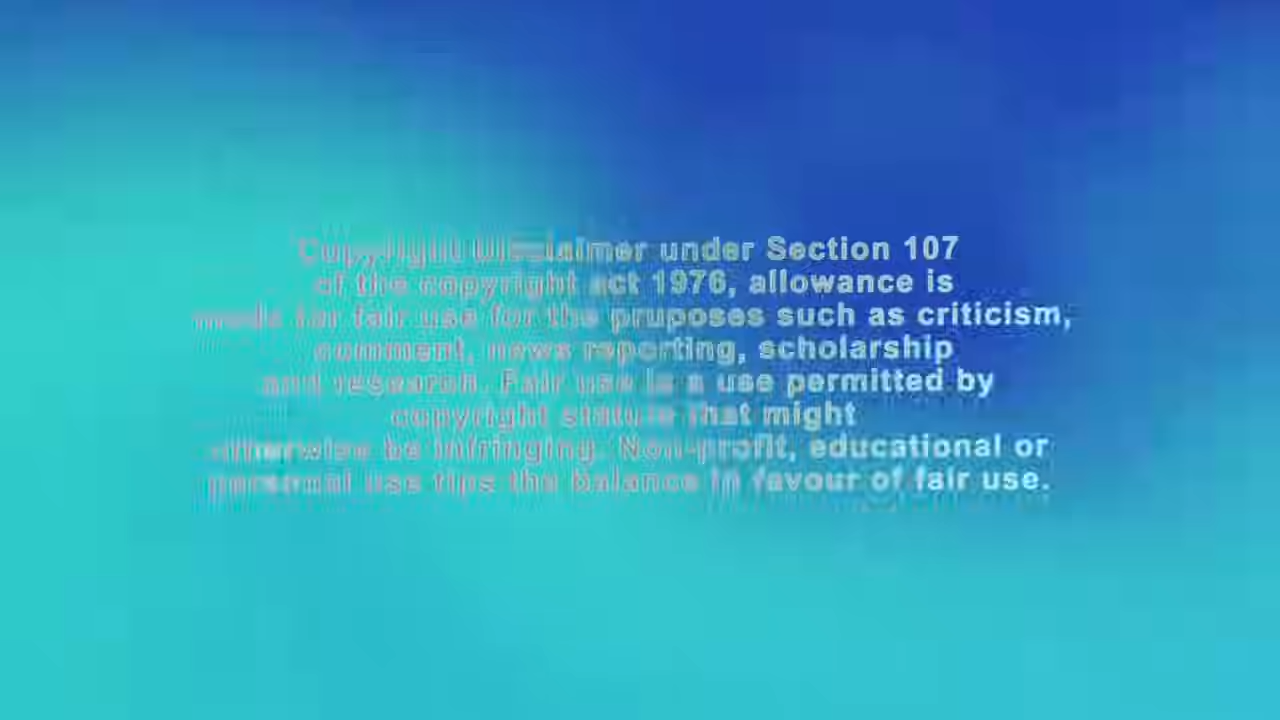 Copyright Disclaimer under Section 107
of the copyright act 1976, allowance is
made for fair use for the pruposes such as criticism,
comment, news reporting, scholarship
and research. Fair use is a use permitted by
copyright statute that might
otherwise be infringing. Non-profit, educational or
personal use tips the balance in favour of fair use.